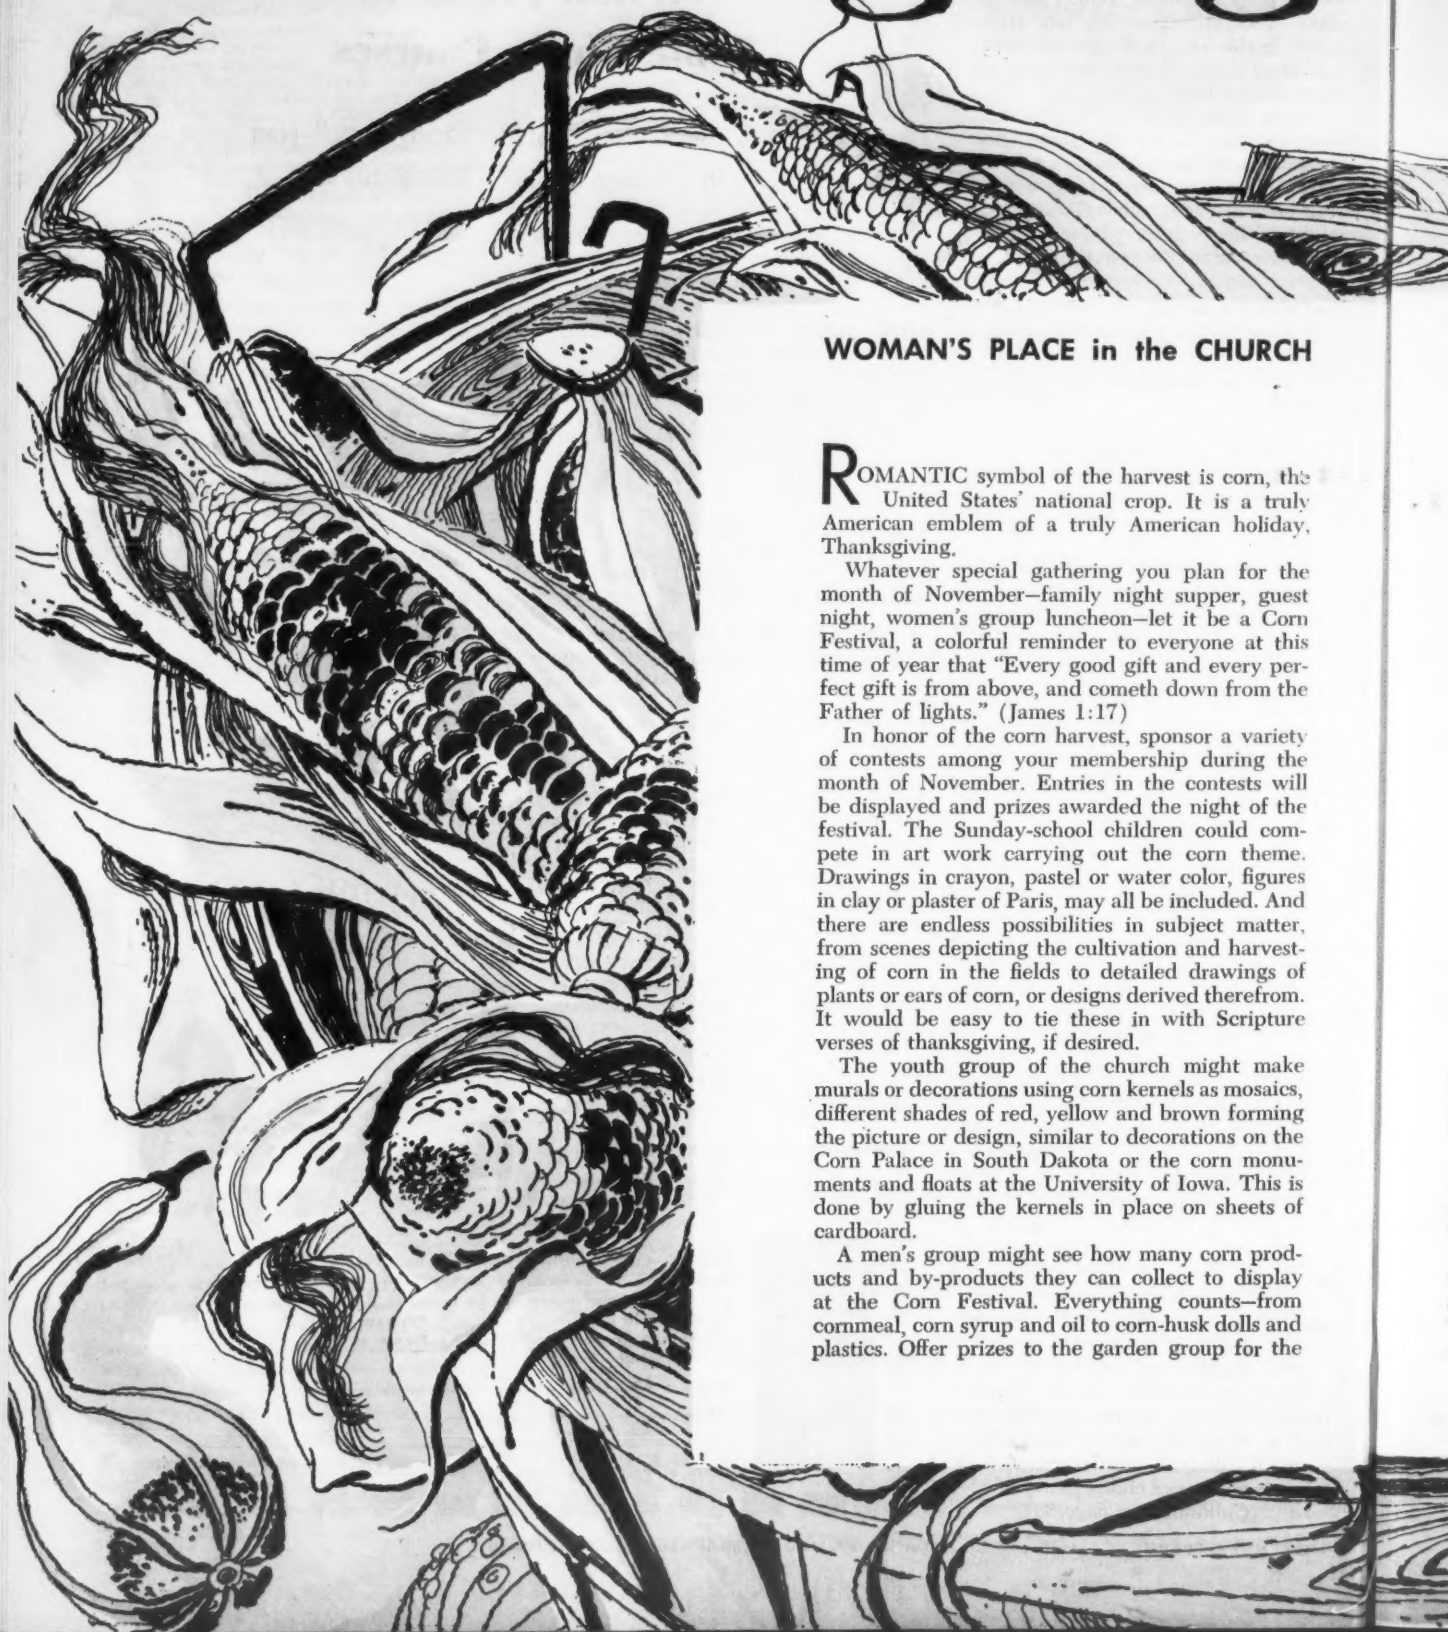 WOMAN'S PLACE in the CHURCH
ROMANTIC symbol of the harvest is corn, the
United States' national crop. It is a truly
American emblem of a truly American holiday,
Thanksgiving.
Whatever special gathering you plan for the
month of November—family night supper, guest
night, women's group luncheon—let it be a Corn
Festival, a colorful reminder to everyone at this
time of year that “Every good gift and every per-
fect gift is from above, and cometh down from the
Father of lights.” (James 1:17)
In honor of the corn harvest, sponsor a variety
of contests among your membership during the
month of November. Entries in the contests will
be displayed and prizes awarded the night of the
festival. The Sunday-school children could com-
pete in art work carrying out the corn theme.
Drawings in crayon, pastel or water color, figures
in clay or plaster of Paris, may all be included. And
there are endless possibilities in subject matter,
from scenes depicting the cultivation and harvest-
ing of corn in the fields to detailed drawings of
plants or ears of corn, or designs derived therefrom.
It would be easy to tie these in with Scripture
verses of thanksgiving, if desired.
The youth group of the church might make
murals or decorations using corn kernels as mosaics,
different shades of red, yellow and brown forming
the picture or design, similar to decorations on the
Corn Palace in South Dakota or the corn monu-
ments and floats at the University of Iowa. This is
done by gluing the kernels in place on sheets of
cardboard.
A men's group might see how many corn prod-
ucts and by-products they can collect to display
at the Corn Festival. Everything counts—from
cornmeal, corn syrup and oil to corn-husk dolls and
plastics. Offer prizes to the garden group for the